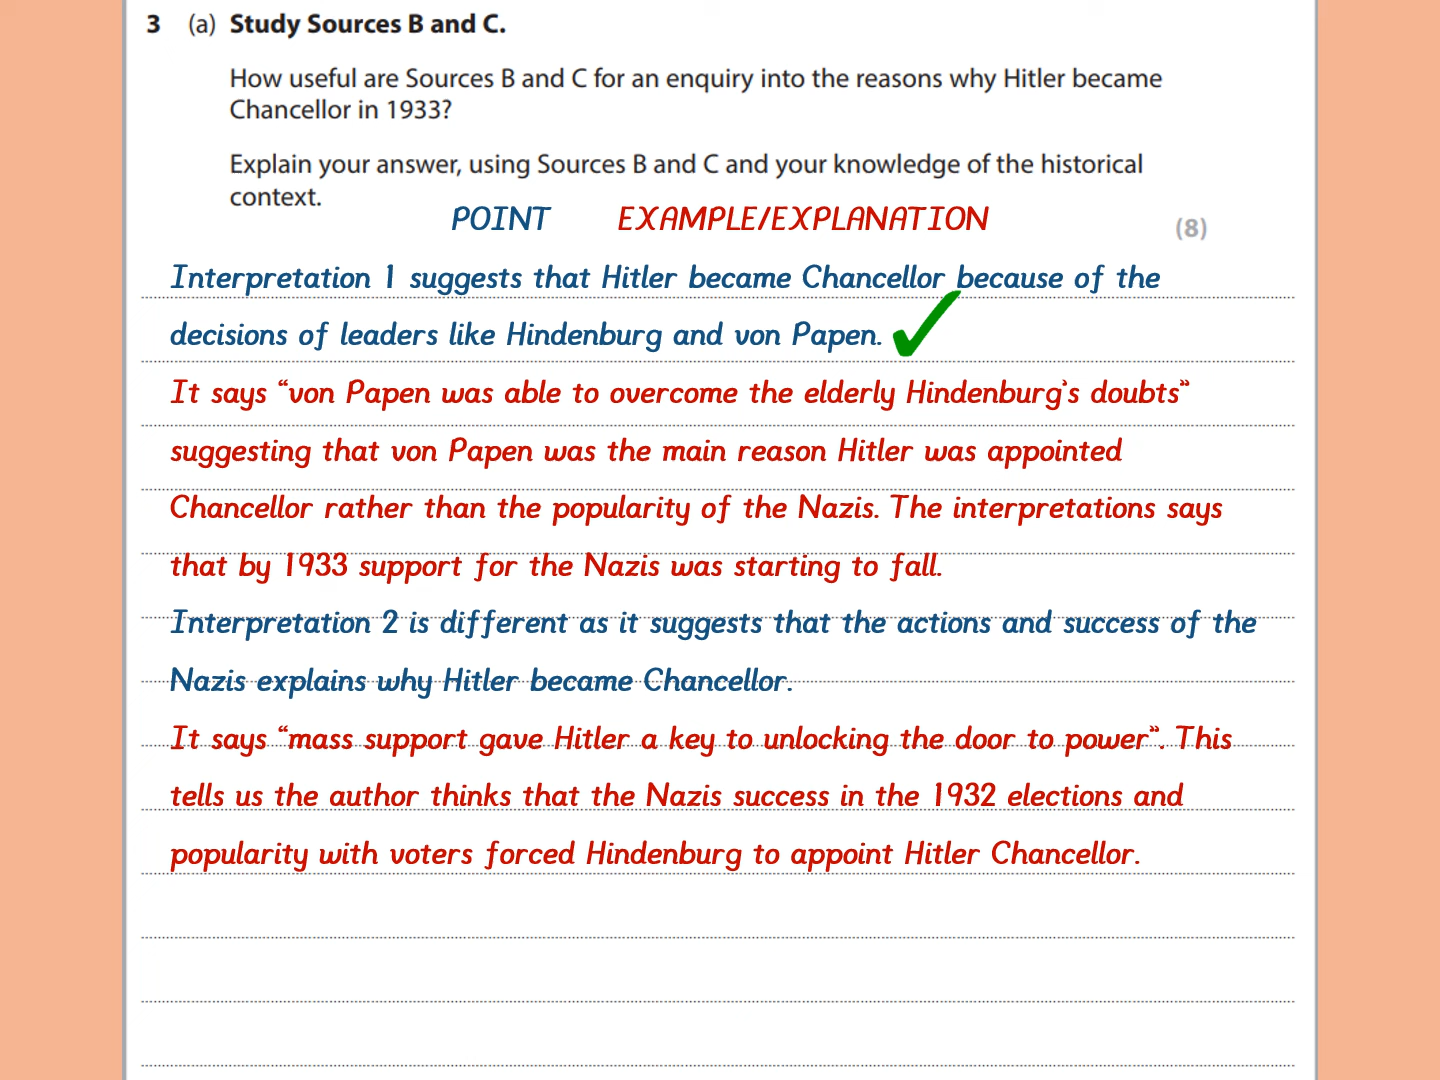 3 (a) Study Sources B and C.
How useful are Sources B and C for an enquiry into the reasons why Hitler became
Chancellor in 1933?
Explain your answer, using Sources B and C and your knowledge of the historical
context.
POINT EXAMPLE/EXPLANATION
(8)
Interpretation 1 suggests that Hitler became Chancellor because of the
decisions of leaders like Hindenburg and von Papen.
It says “von Papen was able to overcome the elderly Hindenburg’s doubts”
suggesting that von Papen was the main reason Hitler was appointed
Chancellor rather than the popularity of the Nazis. The interpretations says
that by 1933 support for the Nazis was starting to fall.
Interpretation 2 is different as it suggests that the actions and success of the
Nazis explains why Hitler became Chancellor.
It says “mass support gave Hitler a key to unlocking the door to power”. This
tells us the author thinks that the Nazis success in the 1932 elections and
popularity with voters forced Hindenburg to appoint Hitler Chancellor.